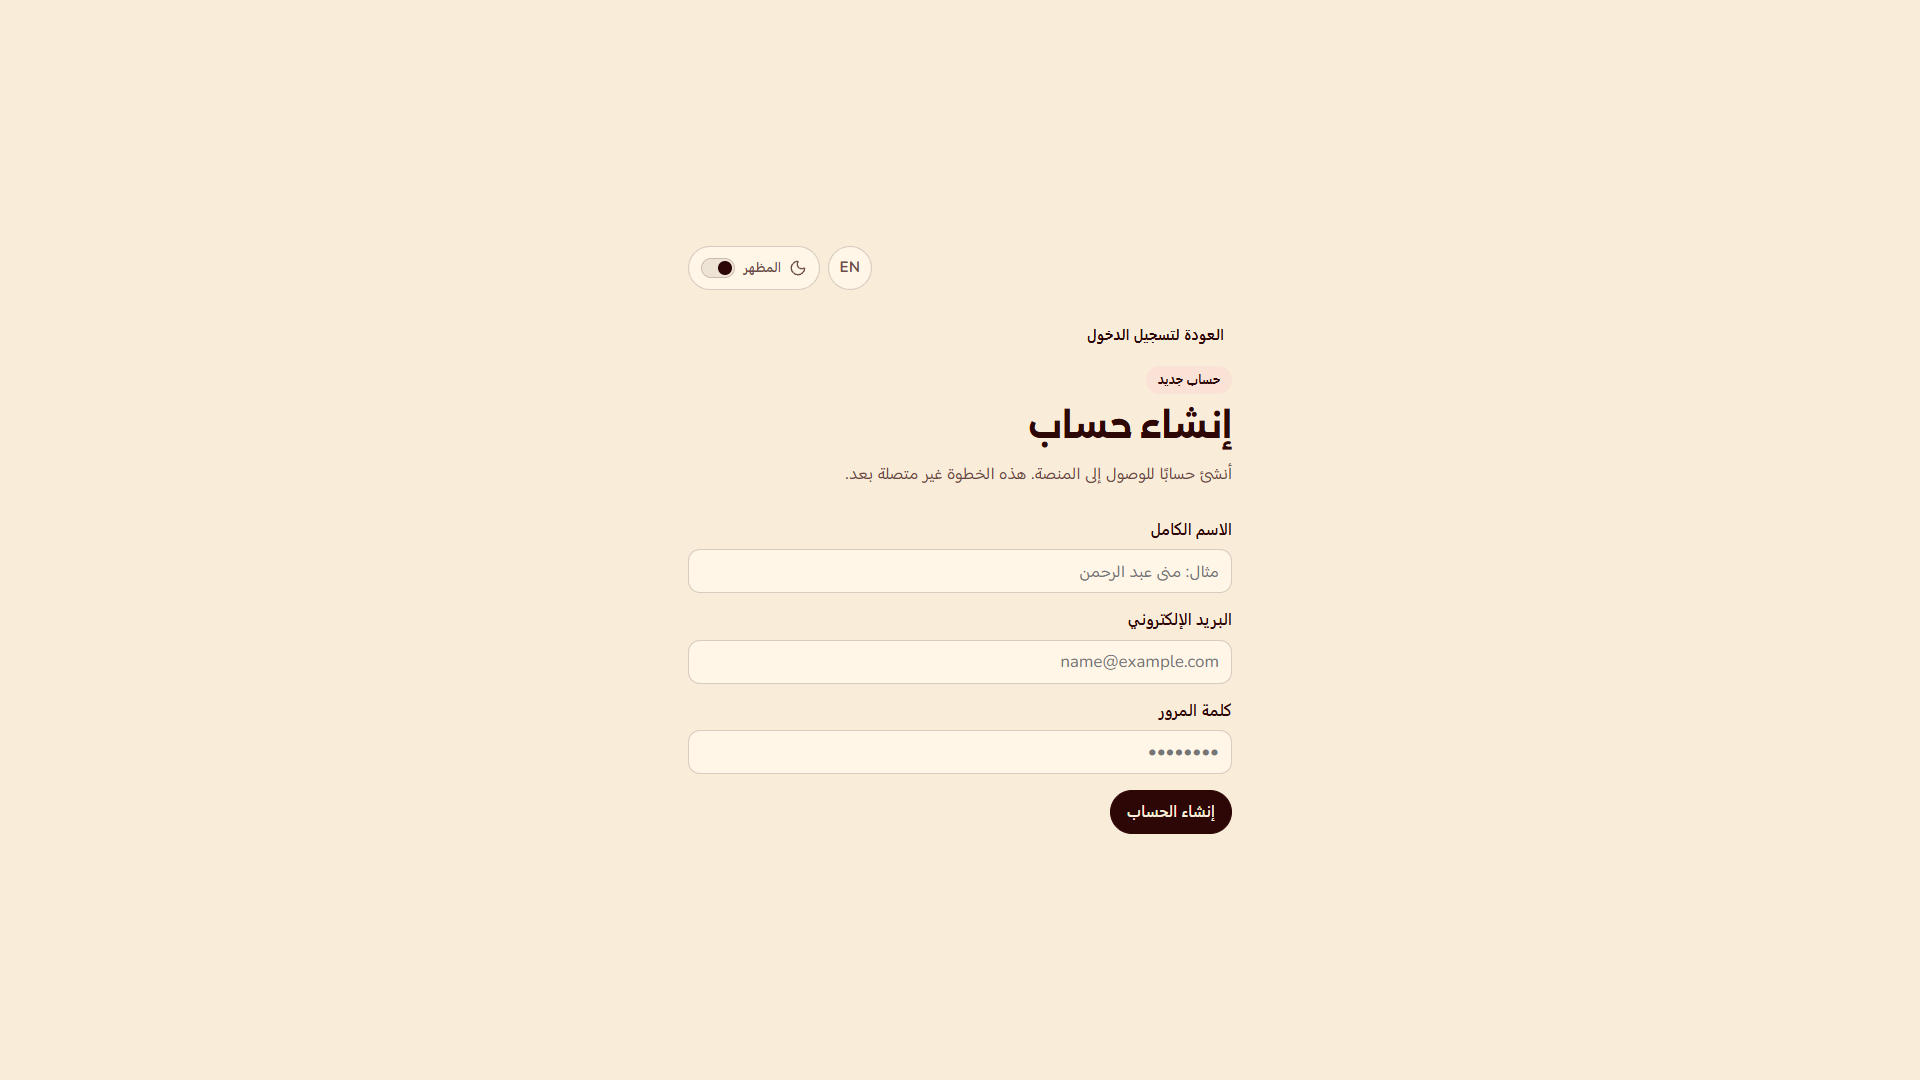 EN
المظهر
العودة لتسجيل الدخول
حساب جديد
إنشاء حساب
أنشئ حسابًا للوصول إلى المنصة. هذه الخطوة غير متصلة بعد.
الاسم الكامل
مثال: منى عبد الرحمن
البريد الإلكتروني
name@example.com
كلمة المرور
••••••••
إنشاء الحساب